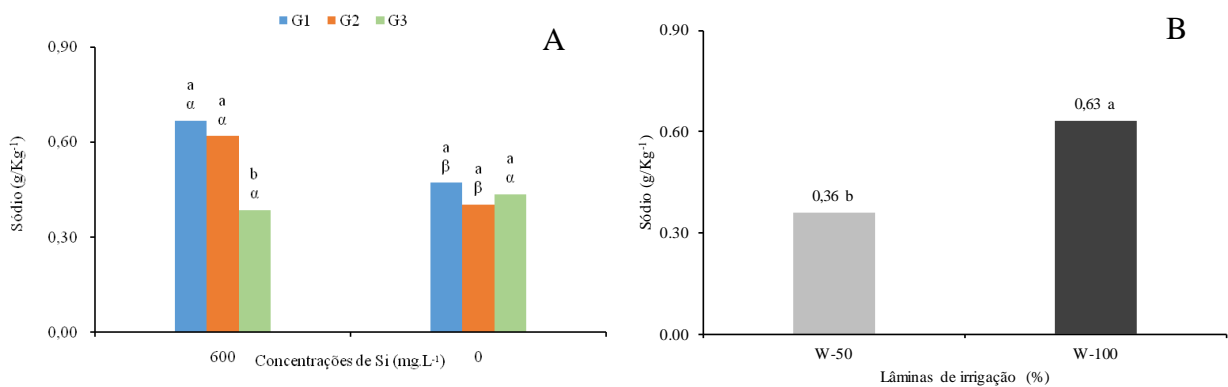 G1 G2 G3
A
0,90
0,60
0,30
0,00
Sódio (g/Kg⁻¹)
a a
α α
b
α
a a a
β β α
600 Concentrações de Si (mg.L⁻¹) 0
B
0.90
0.60
0.30
0.00
Sódio (g/Kg⁻¹)
0,36 b
0,63 a
W-50 W-100
Lâminas de irrigação (%)